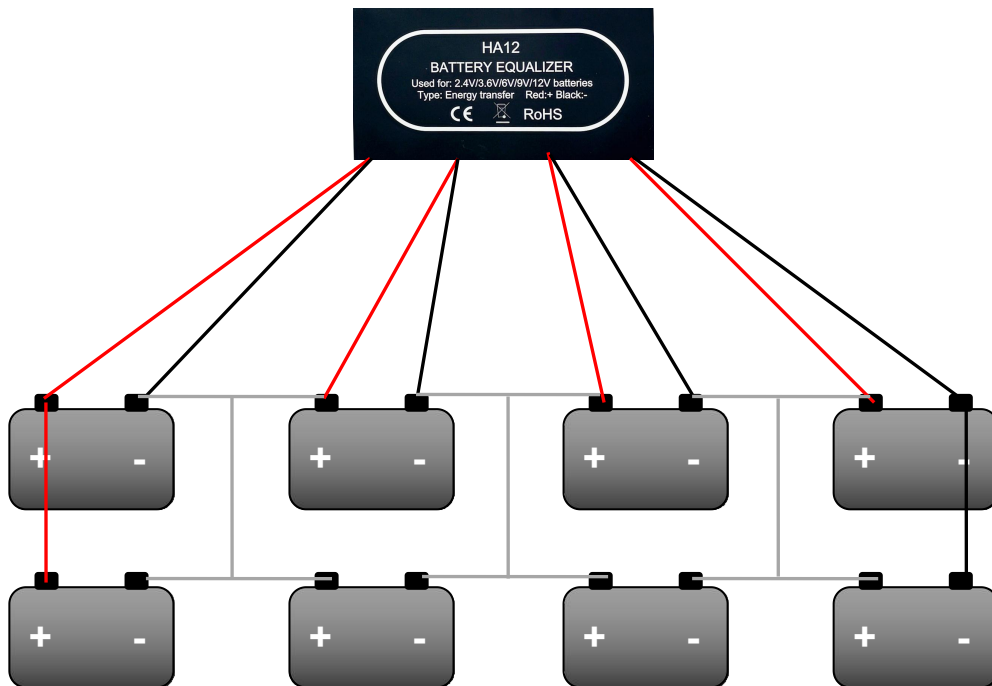 HA12
BATTERY EQUALIZER
Used for: 2.4V/3.6V/6V/9V/12V batteries
Type: Energy transfer Red:+ Black:-
CE RoHS
+ - + - + - + -
+ - + - + - + -